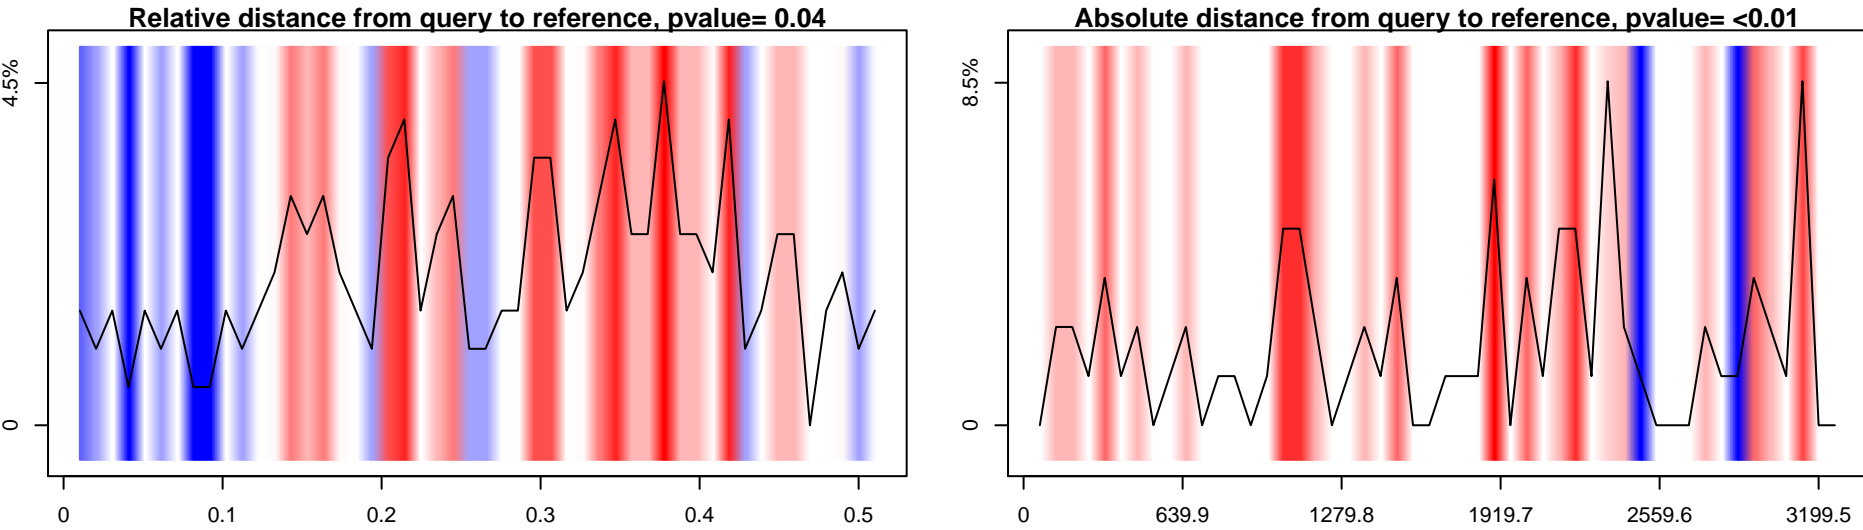 Relative distance from query to reference, pvalue= 0.04
4.5%
0
0 0.1 0.2 0.3 0.4 0.5
Absolute distance from query to reference, pvalue= <0.01
8.5%
0
0 639.9 1279.8 1919.7 2559.6 3199.5